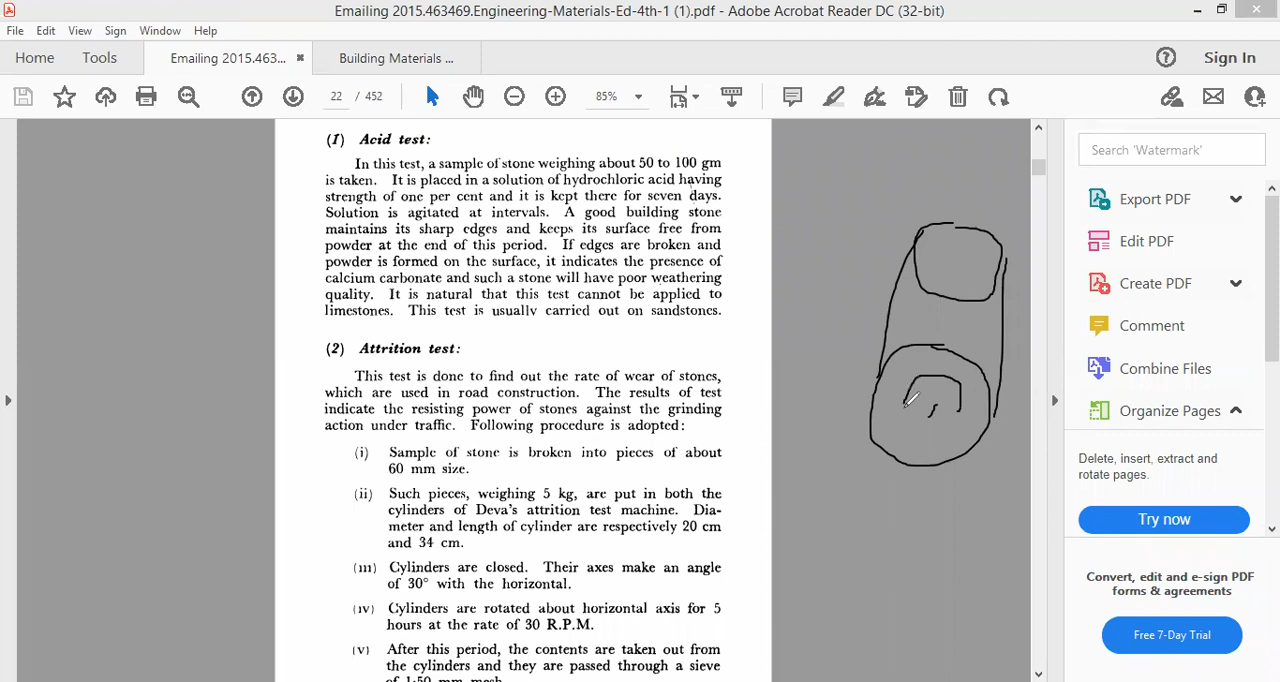 Emailing 2015.463469.Engineering-Materials-Ed-4th-1 (1).pdf - Adobe Acrobat Reader DC (32-bit)
File Edit View Sign Window Help
Home Tools Emailing 2015.463... Building Materials ... Sign In
22 / 452 85%
(1) Acid test:
In this test, a sample of stone weighing about 50 to 100 gm
is taken. It is placed in a solution of hydrochloric acid having
strength of one per cent and it is kept there for seven days.
Solution is agitated at intervals. A good building stone
maintains its sharp edges and keeps its surface free from
powder at the end of this period. If edges are broken and
powder is formed on the surface, it indicates the presence of
calcium carbonate and such a stone will have poor weathering
quality. It is natural that this test cannot be applied to
limestones. This test is usually carried out on sandstones.
(2) Attrition test:
This test is done to find out the rate of wear of stones,
which are used in road construction. The results of test
indicate the resisting power of stones against the grinding
action under traffic. Following procedure is adopted:
(i) Sample of stone is broken into pieces of about
60 mm size.
(ii) Such pieces, weighing 5 kg, are put in both the
cylinders of Deva's attrition test machine. Dia-
meter and length of cylinder are respectively 20 cm
and 34 cm.
(iii) Cylinders are closed. Their axes make an angle
of 30° with the horizontal.
(iv) Cylinders are rotated about horizontal axis for 5
hours at the rate of 30 R.P.M.
(v) After this period, the contents are taken out from
the cylinders and they are passed through a sieve
of 1·50 mm mesh.
Search 'Watermark'
Export PDF
Edit PDF
Create PDF
Comment
Combine Files
Organize Pages
Delete, insert, extract and
rotate pages.
Try now
Convert, edit and e-sign PDF
forms & agreements
Free 7-Day Trial